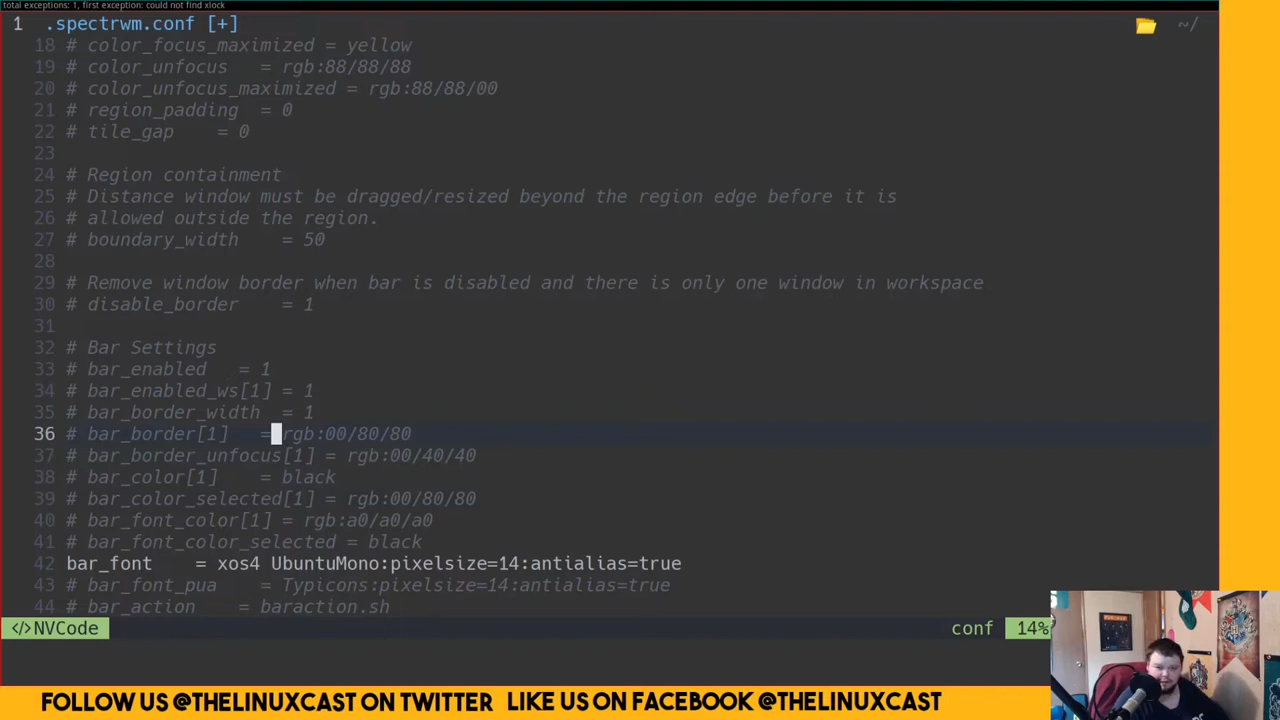 total exceptions: 1, first exception: could not find xlock
1 .spectrwm.conf [+] ~/
18 # color_focus_maximized = yellow
19 # color_unfocus = rgb:88/88/88
20 # color_unfocus_maximized = rgb:88/88/00
21 # region_padding = 0
22 # tile_gap = 0
23
24 # Region containment
25 # Distance window must be dragged/resized beyond the region edge before it is
26 # allowed outside the region.
27 # boundary_width = 50
28
29 # Remove window border when bar is disabled and there is only one window in workspace
30 # disable_border = 1
31
32 # Bar Settings
33 # bar_enabled = 1
34 # bar_enabled_ws[1] = 1
35 # bar_border_width = 1
36 # bar_border[1] = rgb:00/80/80
37 # bar_border_unfocus[1] = rgb:00/40/40
38 # bar_color[1] = black
39 # bar_color_selected[1] = rgb:00/80/80
40 # bar_font_color[1] = rgb:a0/a0/a0
41 # bar_font_color_selected = black
42 bar_font = xos4 UbuntuMono:pixelsize=14:antialias=true
43 # bar_font_pua = Typicons:pixelsize=14:antialias=true
44 # bar_action = baraction.sh
</>NVCode conf 14%
FOLLOW US @THELINUXCAST ON TWITTER LIKE US ON FACEBOOK @THELINUXCAST